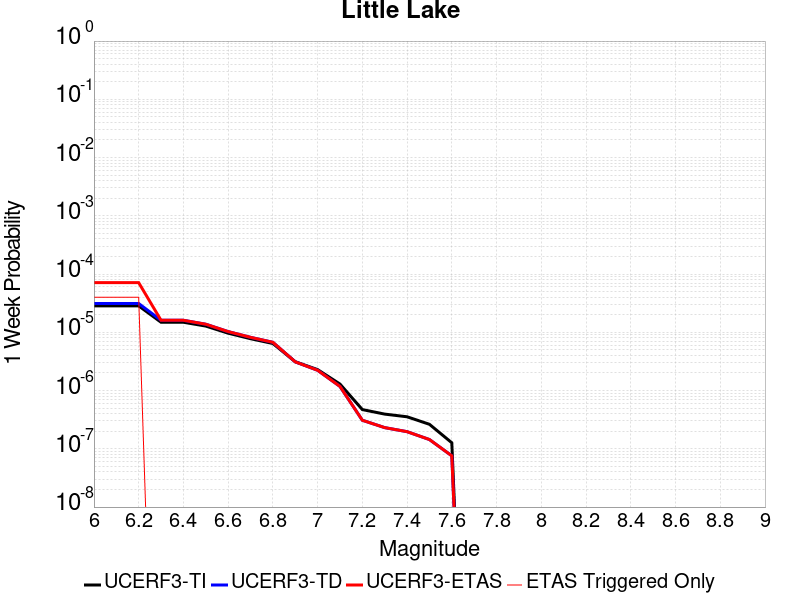 Little Lake
10^0
10^-1
10^-2
10^-3
10^-4
10^-5
10^-6
10^-7
10^-8
1 Week Probability
6 6.2 6.4 6.6 6.8 7 7.2 7.4 7.6 7.8 8 8.2 8.4 8.6 8.8 9
Magnitude
UCERF3-TI UCERF3-TD UCERF3-ETAS ETAS Triggered Only